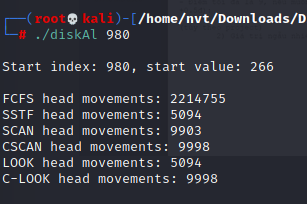 ┌──(root💀kali)-[/home/nvt/Downloads/D
└─# ./diskAl 980
Start index: 980, start value: 266
FCFS head movements: 2214755
SSTF head movements: 5094
SCAN head movements: 9903
CSCAN head movements: 9998
LOOK head movements: 5094
C-LOOK head movements: 9998